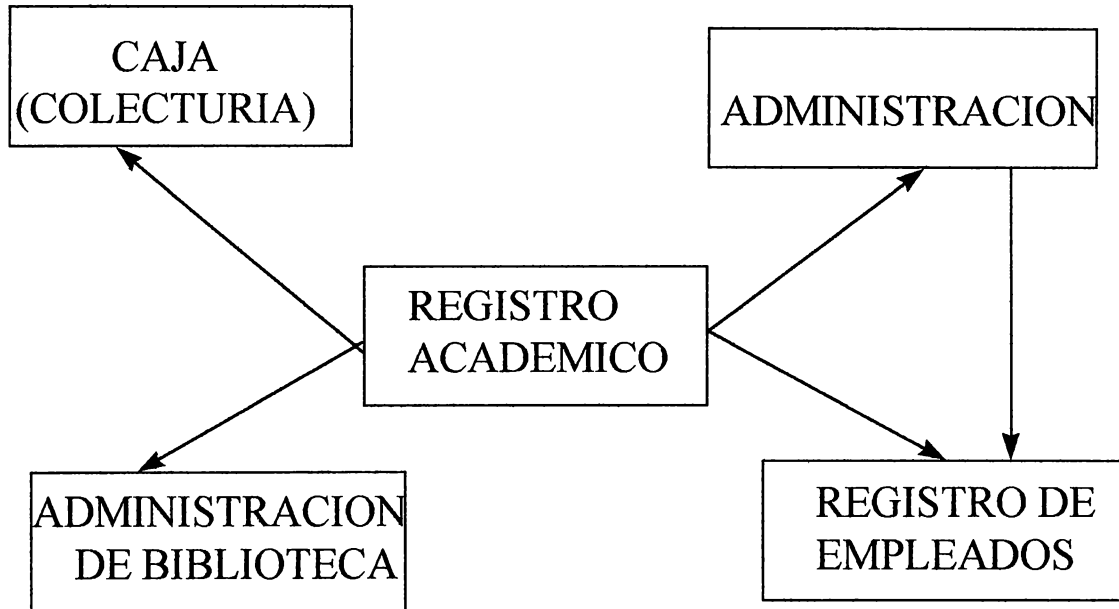 CAJA
(COLECTURIA)
ADMINISTRACION
REGISTRO
ACADEMICO
ADMINISTRACION
DE BIBLIOTECA
REGISTRO DE
EMPLEADOS